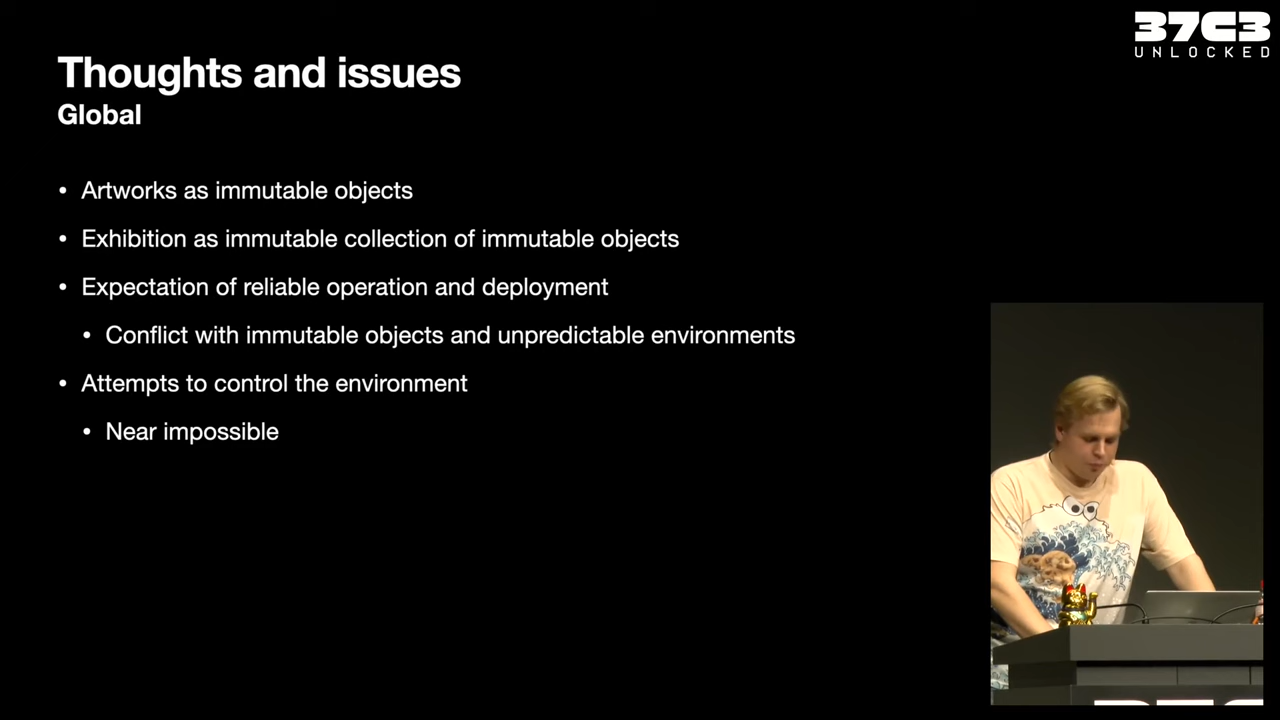 37C3
UNLOCKED
Thoughts and issues
Global
• Artworks as immutable objects
• Exhibition as immutable collection of immutable objects
• Expectation of reliable operation and deployment
• Conflict with immutable objects and unpredictable environments
• Attempts to control the environment
• Near impossible